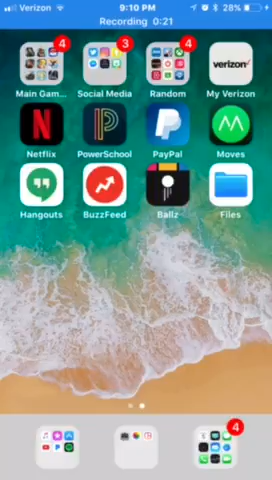 Verizon 9:10 PM 28%
Recording 0:21
4 3 4
verizon
Main Gam... Social Media Random My Verizon
Netflix PowerSchool PayPal Moves
Hangouts BuzzFeed Ballz Files
4